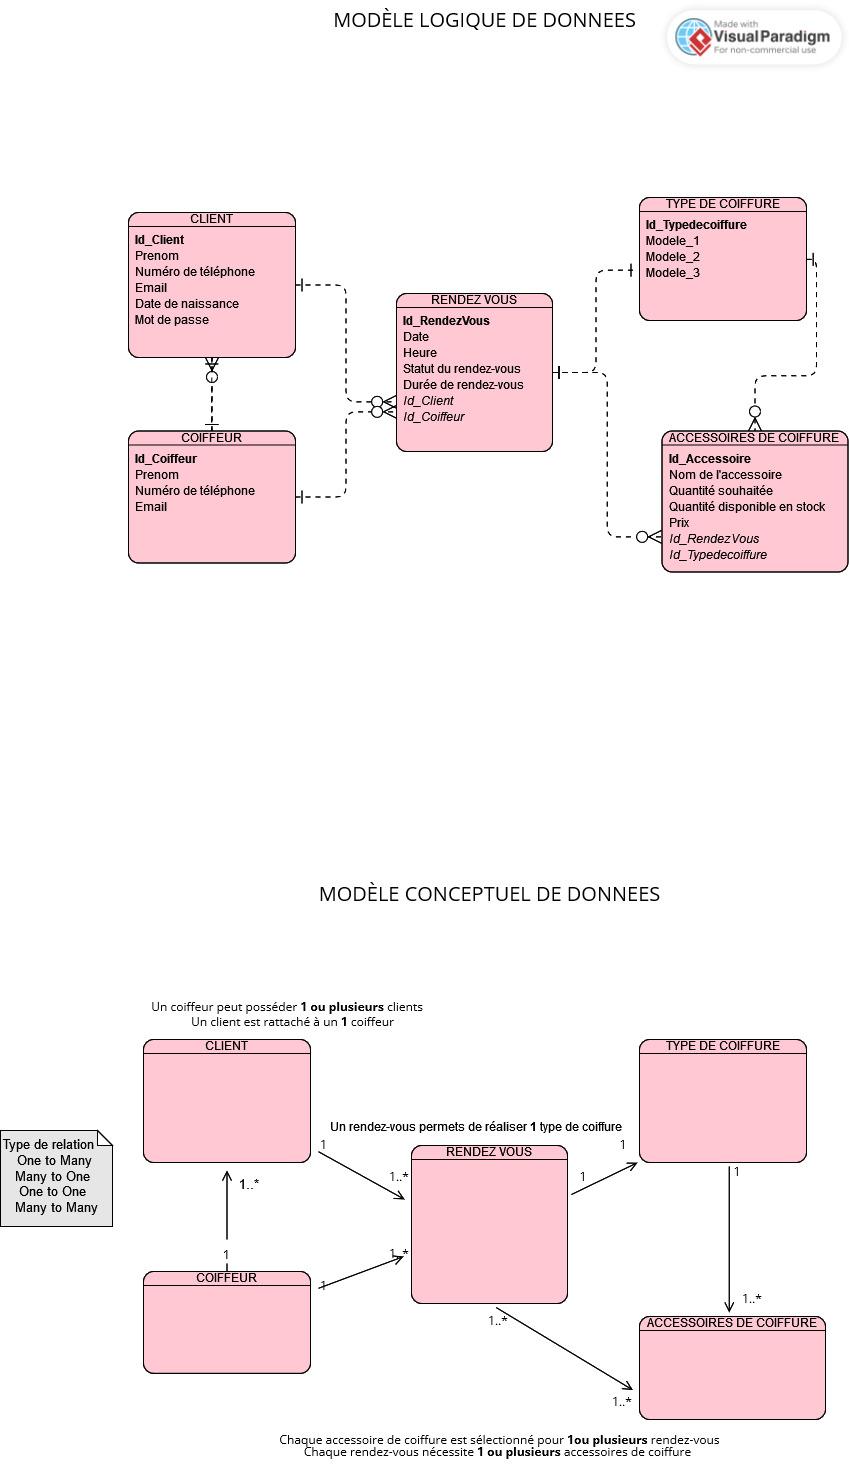 MODÈLE LOGIQUE DE DONNEES
Made with
Visual Paradigm
For non-commercial use
CLIENT
Id_Client
Prenom
Numéro de téléphone
Email
Date de naissance
Mot de passe
RENDEZ VOUS
Id_RendezVous
Date
Heure
Statut du rendez-vous
Durée de rendez-vous
Id_Client
Id_Coiffeur
TYPE DE COIFFURE
Id_Typedecoiffure
Modele_1
Modele_2
Modele_3
COIFFEUR
Id_Coiffeur
Prenom
Numéro de téléphone
Email
ACCESSOIRES DE COIFFURE
Id_Accessoire
Nom de l'accessoire
Quantité souhaitée
Quantité disponible en stock
Prix
Id_RendezVous
Id_Typedecoiffure
MODÈLE CONCEPTUEL DE DONNEES
Un coiffeur peut posséder 1 ou plusieurs clients
Un client est rattaché à un 1 coiffeur
CLIENT
TYPE DE COIFFURE
Un rendez-vous permets de réaliser 1 type de coiffure
Type de relation
One to Many
Many to One
One to One
Many to Many
1
1
RENDEZ VOUS
1..*
1
1
1..*
1
1..*
COIFFEUR
1
1..*
1..*
ACCESSOIRES DE COIFFURE
1..*
Chaque accessoire de coiffure est sélectionné pour 1ou plusieurs rendez-vous
Chaque rendez-vous nécessite 1 ou plusieurs accessoires de coiffure